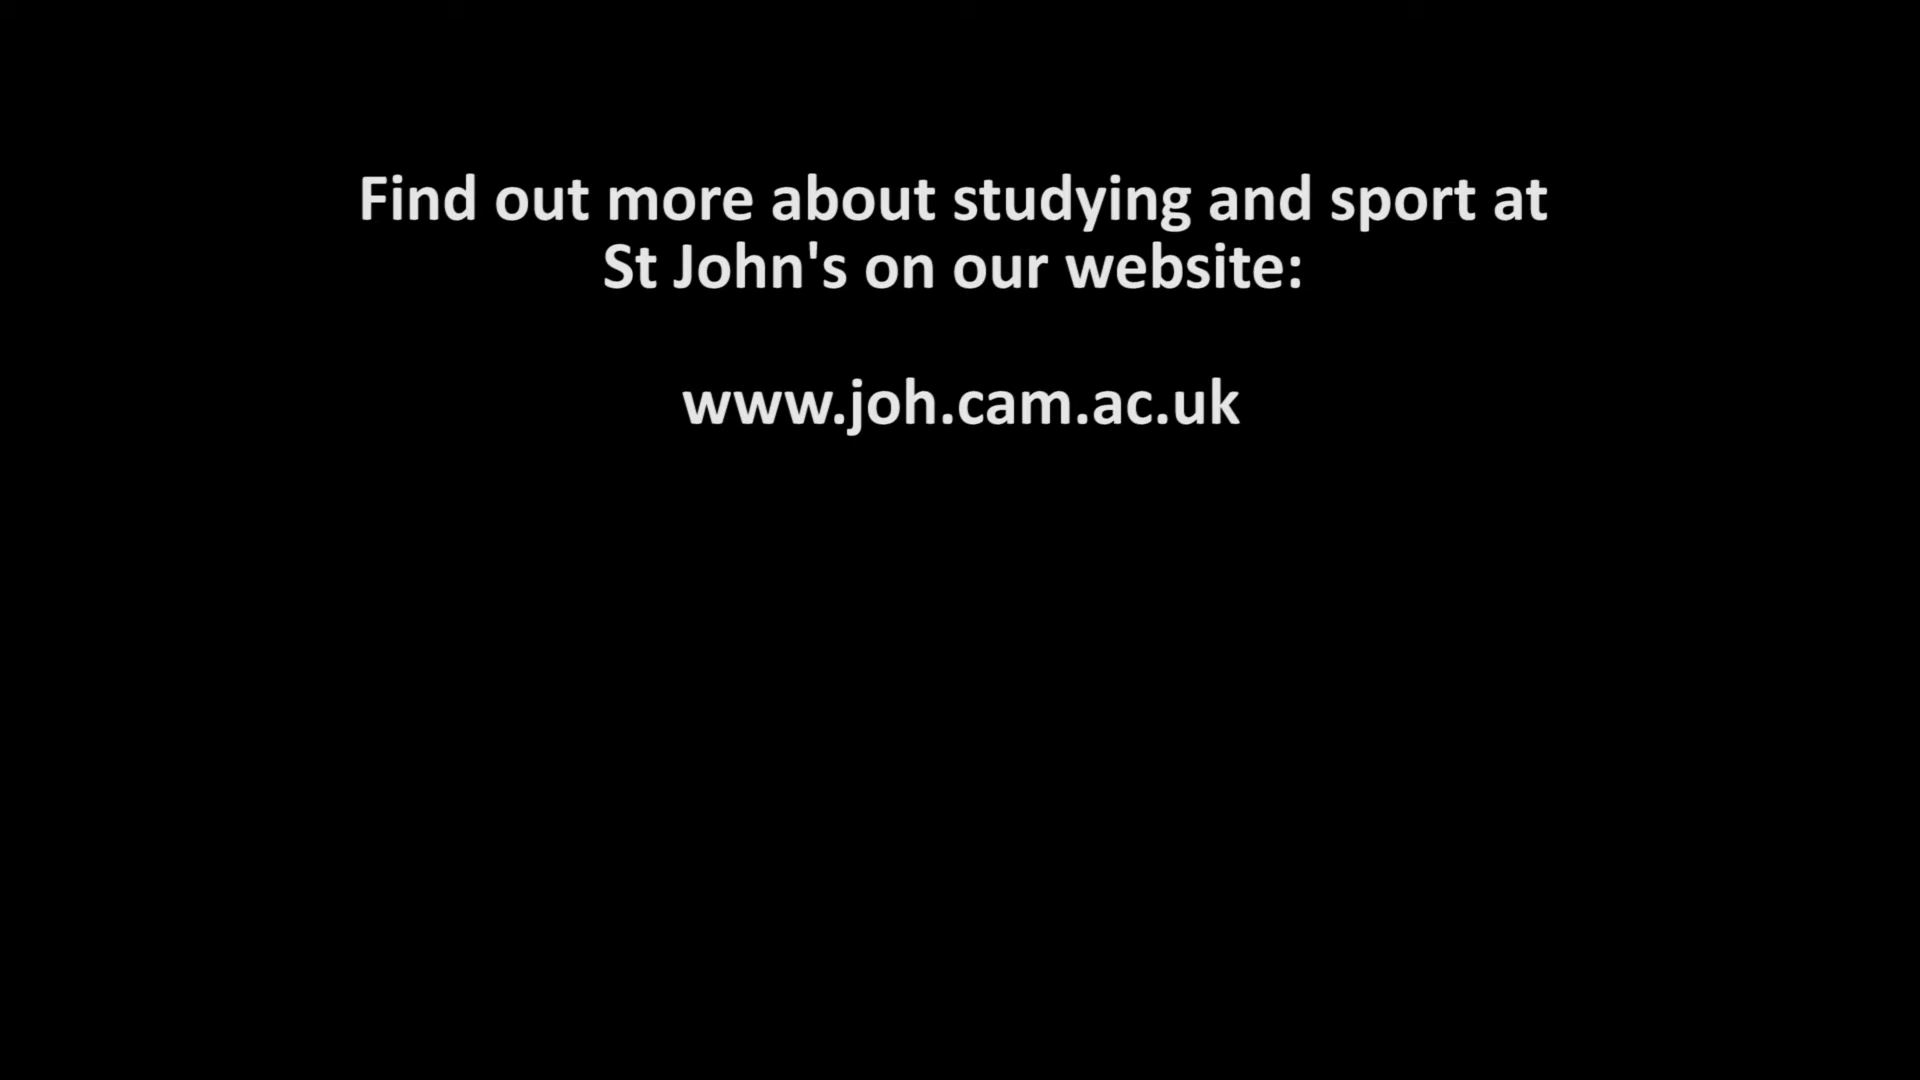 Find out more about studying and sport at
St John's on our website:
www.joh.cam.ac.uk